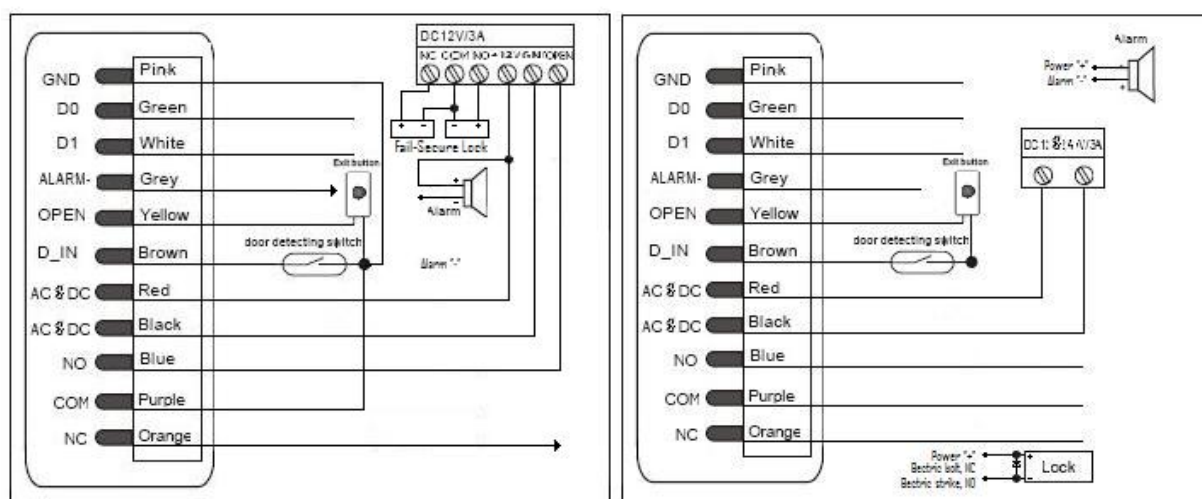 DC12V/3A
NC COM NO +12V GND OPEN
GND Pink
D0 Green
D1 White
ALARM- Grey
OPEN Yellow
D_IN Brown
AC&DC Red
AC&DC Black
NO Blue
COM Purple
NC Orange
Fail-Secure Lock
Exit button
Alarm
door detecting switch
Alarm "-"
GND Pink
D0 Green
D1 White
ALARM- Grey
OPEN Yellow
D_IN Brown
AC&DC Red
AC&DC Black
NO Blue
COM Purple
NC Orange
Alarm
Power "+"
Alarm "-"
Exit button
door detecting switch
Power "+"
Electric bolt, NC
Electric strike, NO
Lock